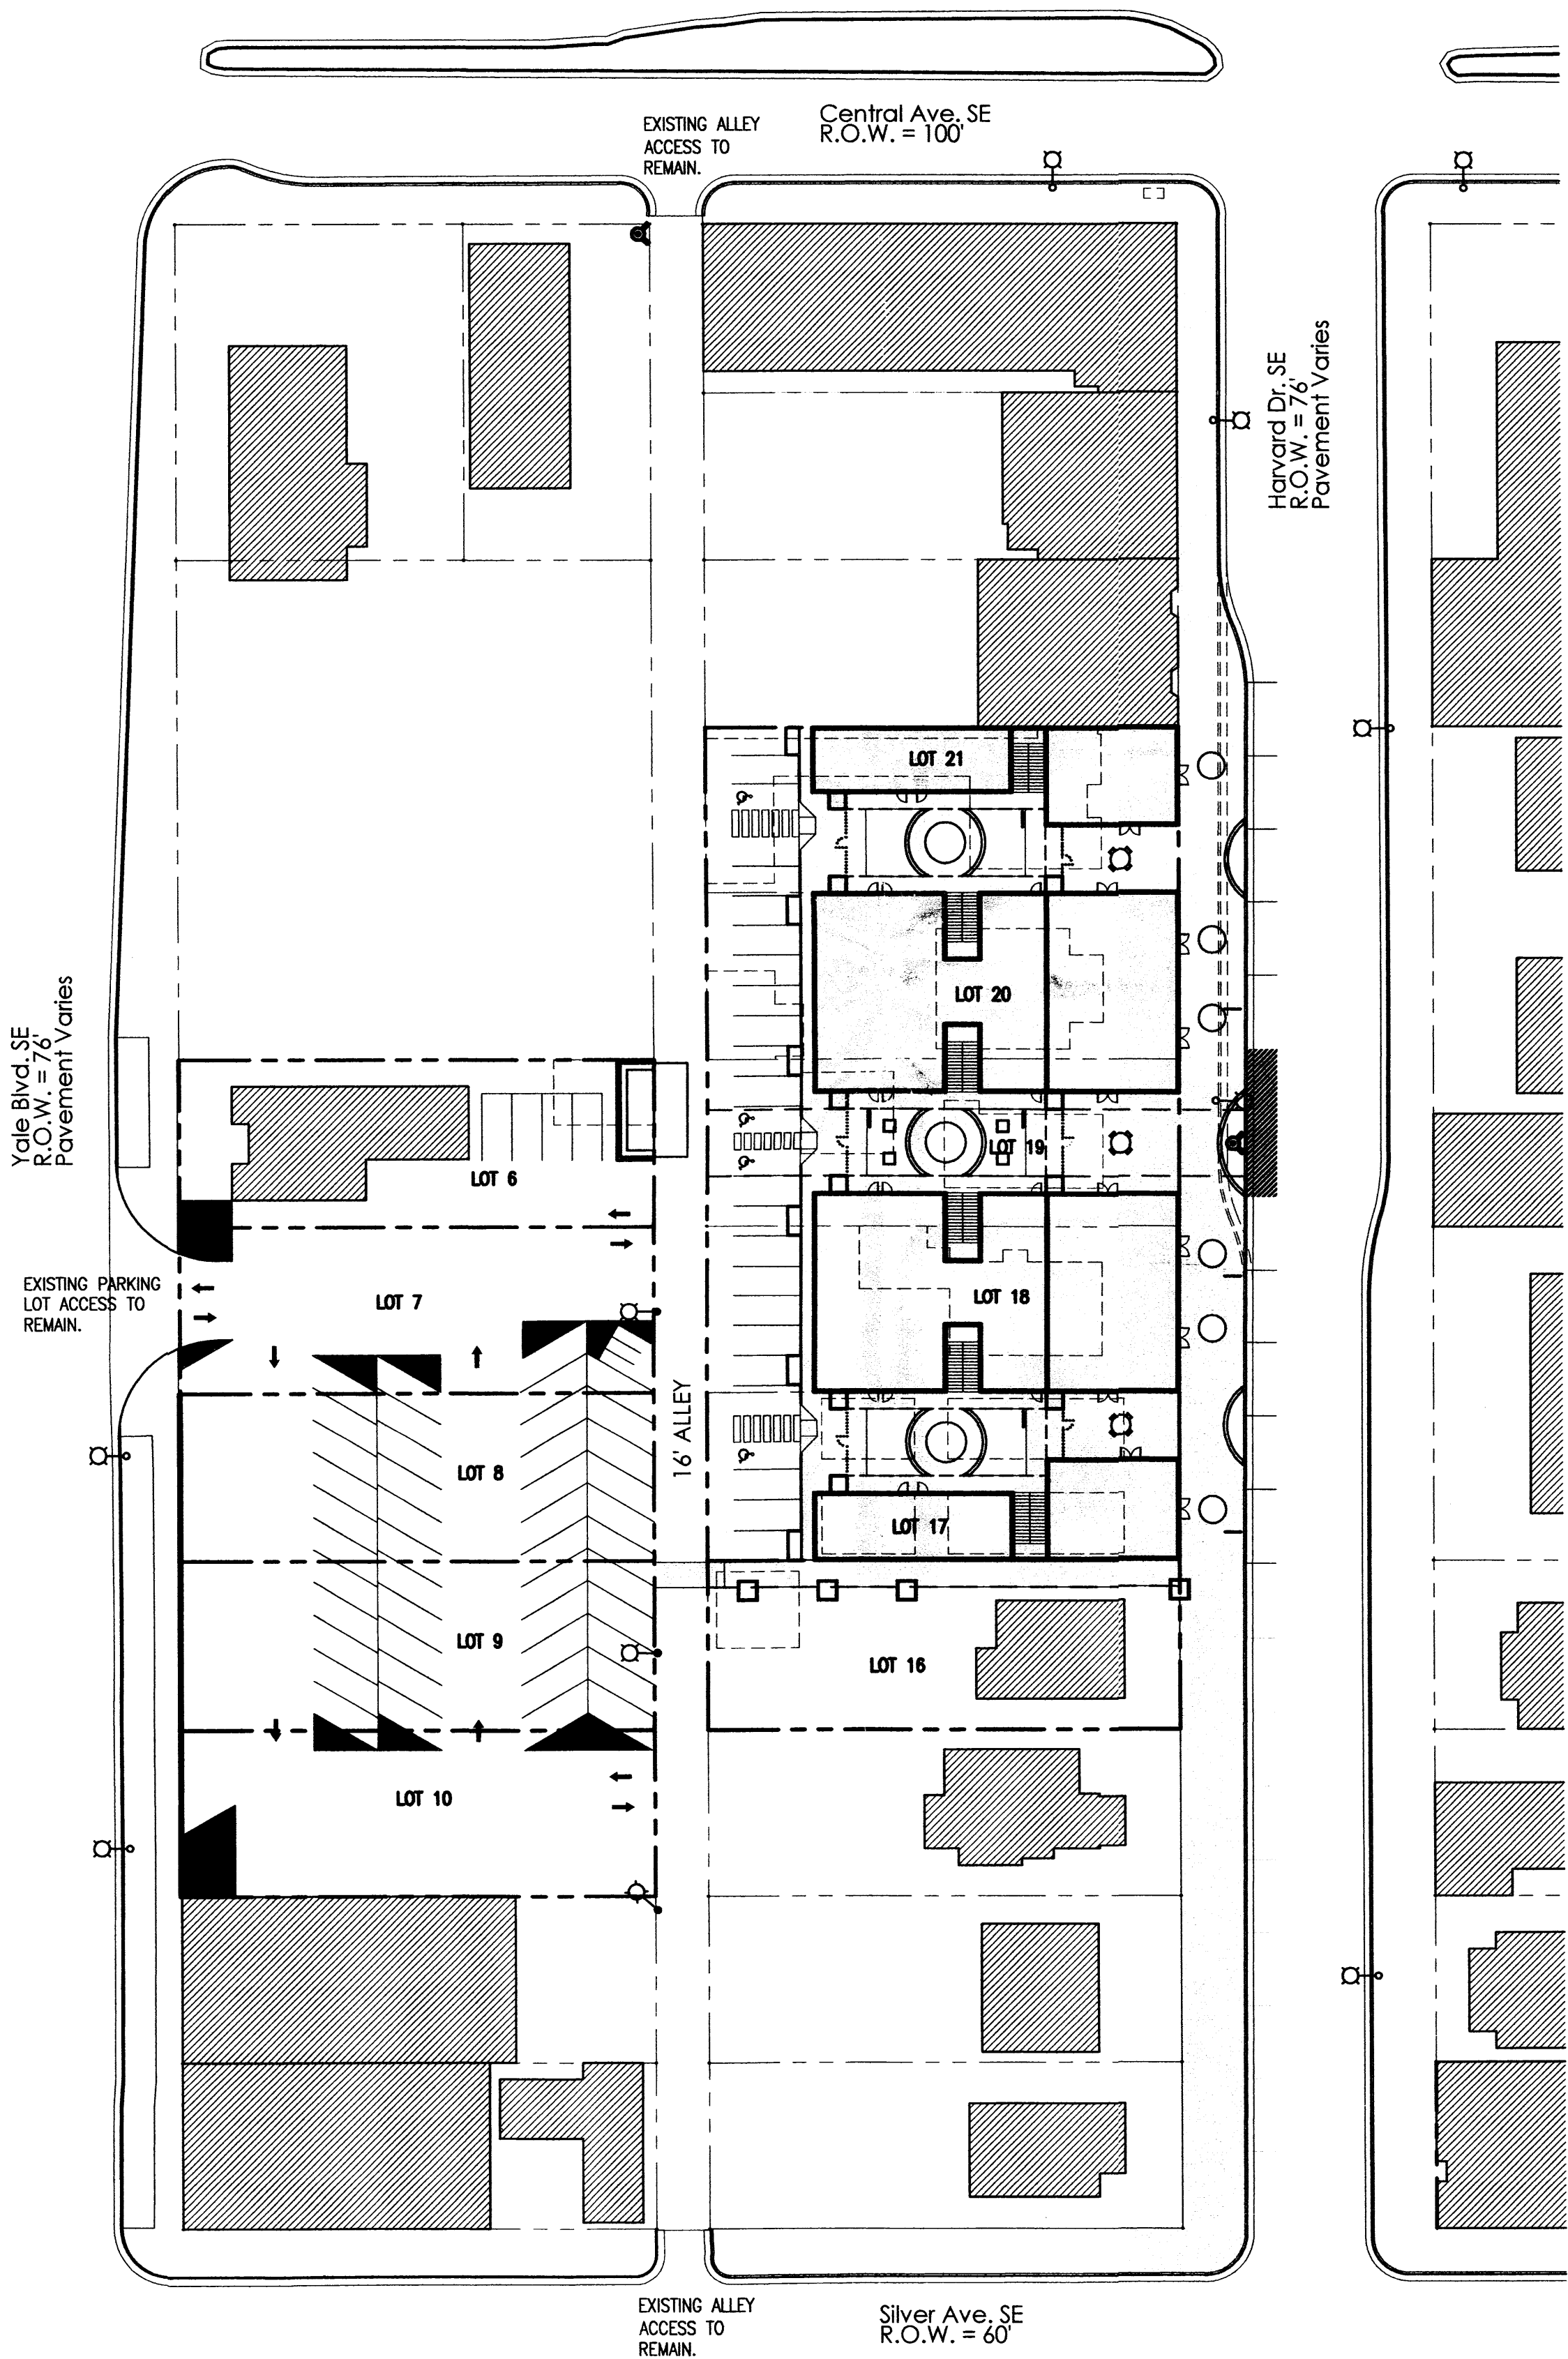 Central Ave. SE
R.O.W. = 100'
EXISTING ALLEY
ACCESS TO
REMAIN.
Harvard Dr. SE
R.O.W. = 76'
Pavement Varies
LOT 21
LOT 20
Yale Blvd. SE
R.O.W. = 76'
Pavement Varies
LOT 19
LOT 6
EXISTING PARKING
LOT ACCESS TO
REMAIN.
LOT 7
LOT 18
16' ALLEY
LOT 8
LOT 17
LOT 9
LOT 16
LOT 10
EXISTING ALLEY
ACCESS TO
REMAIN.
Silver Ave. SE
R.O.W. = 60'